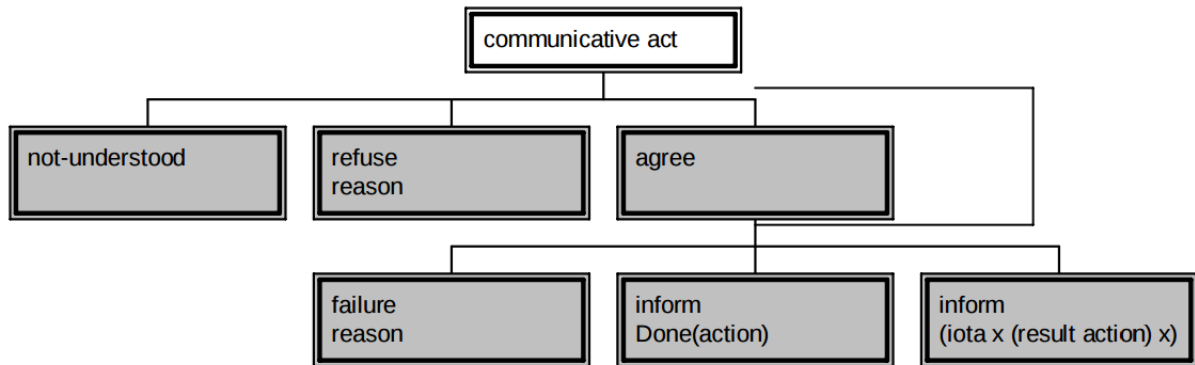 communicative act
not-understood
refuse
reason
agree
failure
reason
inform
Done(action)
inform
(iota x (result action) x)